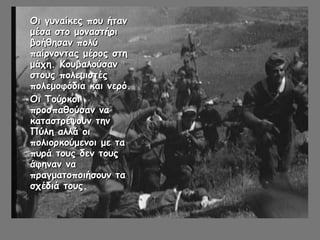 Οι γυναίκες που ήταν
μέσα στο μοναστήρι
βοήθησαν πολύ
παίρνοντας μέρος στη
μάχη. Κουβαλούσαν
στους πολεμιστές
πολεμοφόδια και νερό.
Οι Τούρκοι
προσπαθούσαν να
καταστρέψουν την
Πύλη αλλά οι
πολιορκούμενοι με τα
πυρά τους δεν τους
άφηναν να
πραγματοποιήσουν τα
σχέδιά τους.